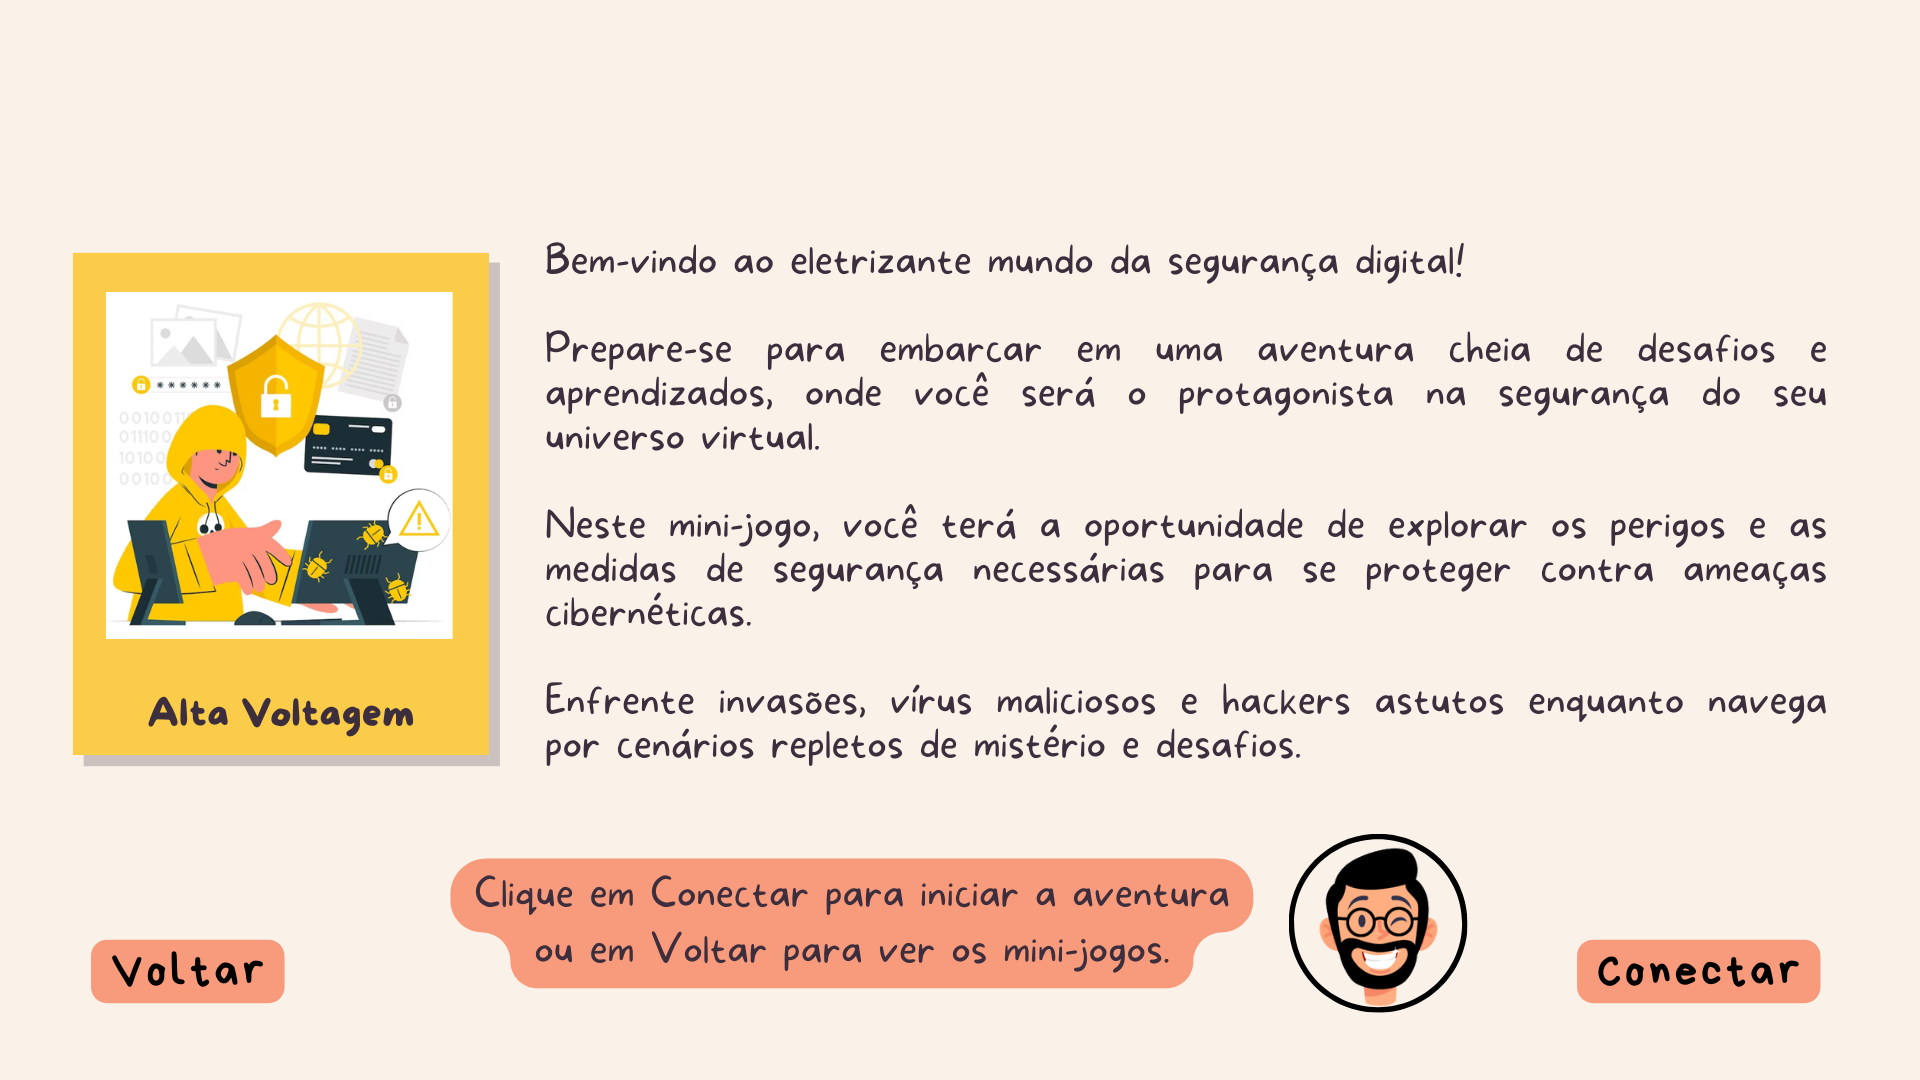 Bem-vindo ao eletrizante mundo da segurança digital!
Prepare-se para embarcar em uma aventura cheia de desafios e
aprendizados, onde você será o protagonista na segurança do seu
universo virtual.
Neste mini-jogo, você terá a oportunidade de explorar os perigos e as
medidas de segurança necessárias para se proteger contra ameaças
cibernéticas.
Enfrente invasões, vírus maliciosos e hackers astutos enquanto navega
por cenários repletos de mistério e desafios.
0010011
011100
10100
00100
Alta Voltagem
Clique em Conectar para iniciar a aventura
ou em Voltar para ver os mini-jogos.
Voltar
Conectar